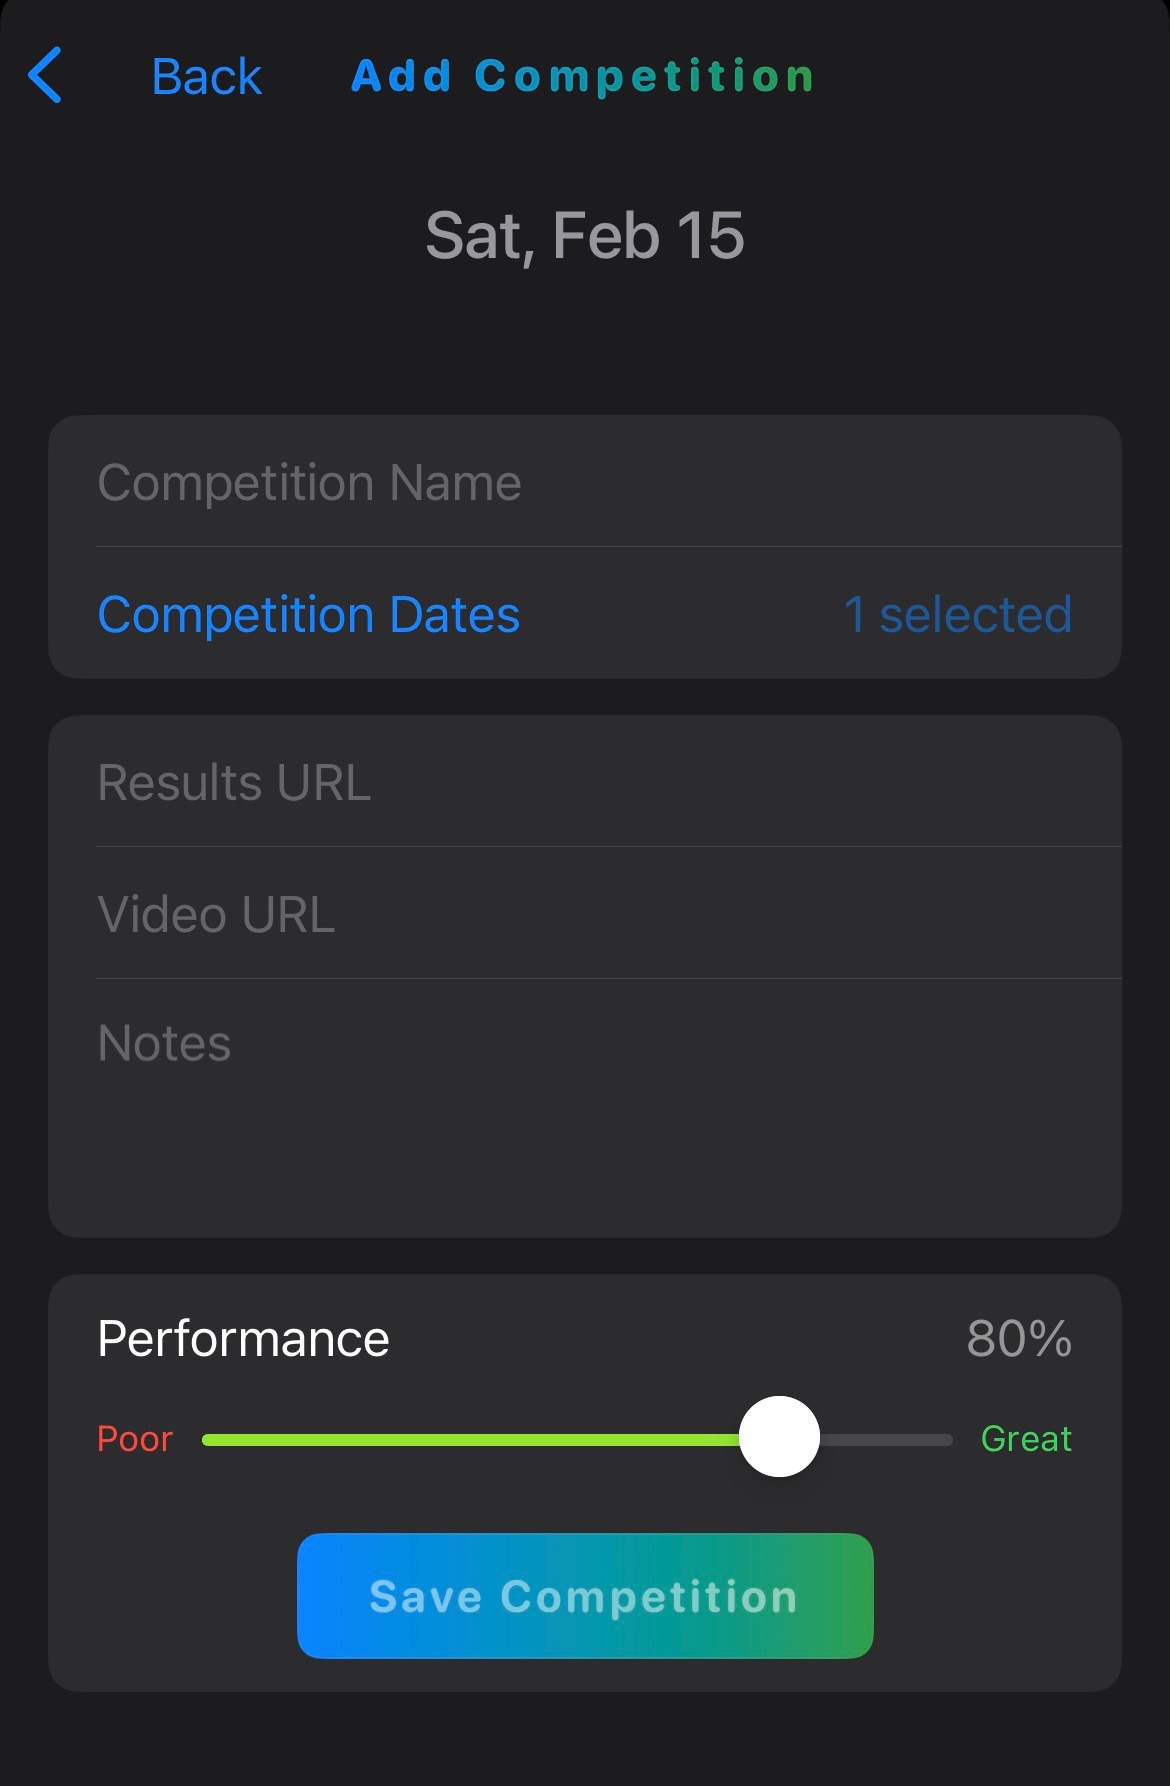 Back Add Competition
Sat, Feb 15
Competition Name
Competition Dates 1 selected
Results URL
Video URL
Notes
Performance 80%
Poor Great
Save Competition